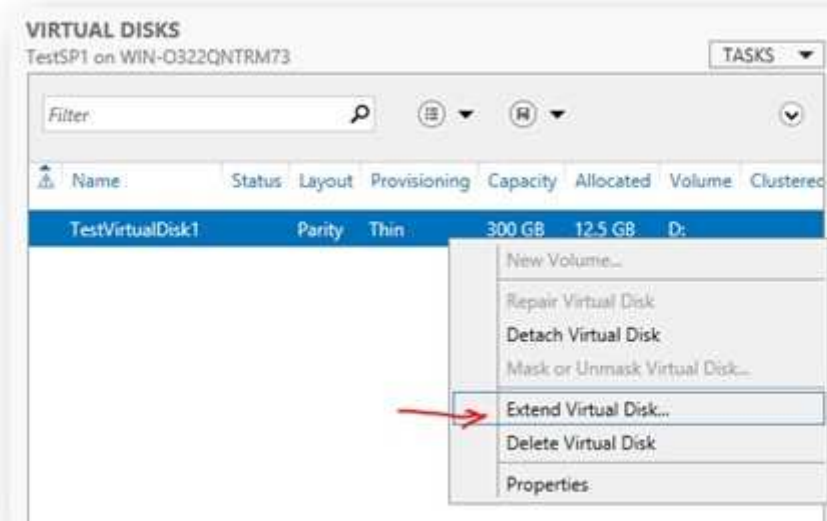 VIRTUAL DISKS
TestSP1 on WIN-O322QNTRM73
TASKS
Filter
Name Status Layout Provisioning Capacity Allocated Volume Clustered
TestVirtualDisk1 Parity Thin 300 GB 12.5 GB D:
New Volume...
Repair Virtual Disk
Detach Virtual Disk
Mask or Unmask Virtual Disk...
Extend Virtual Disk...
Delete Virtual Disk
Properties